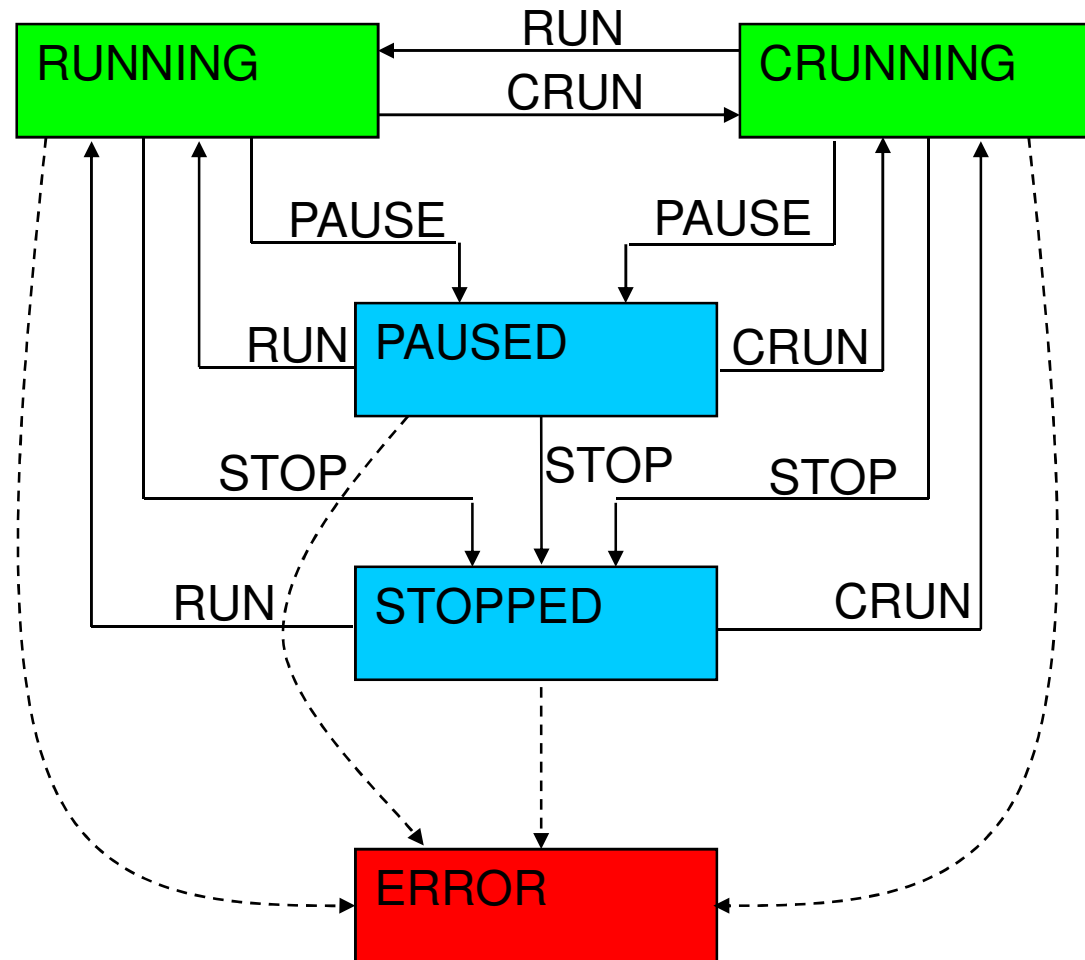 RUN
RUNNING
CRUNNING
CRUN
PAUSE
PAUSE
RUN
PAUSED
CRUN
STOP
STOP
STOP
RUN
STOPPED
CRUN
ERROR